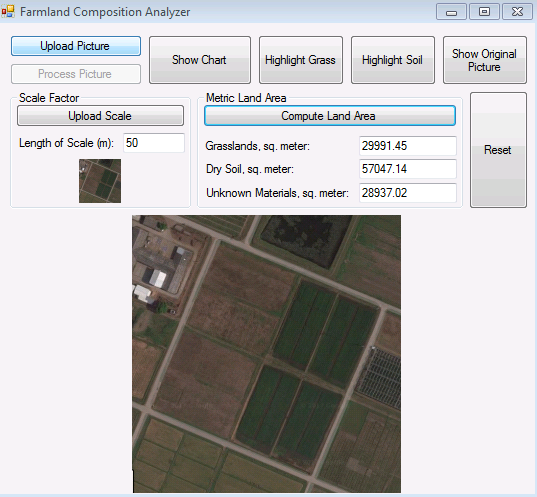 Farmland Composition Analyzer
Upload Picture
Process Picture
Show Chart
Highlight Grass
Highlight Soil
Show Original
Picture
Scale Factor
Upload Scale
Length of Scale (m): 50
Metric Land Area
Compute Land Area
Grasslands, sq. meter: 29991.45
Dry Soil, sq. meter: 57047.14
Unknown Materials, sq. meter: 28937.02
Reset